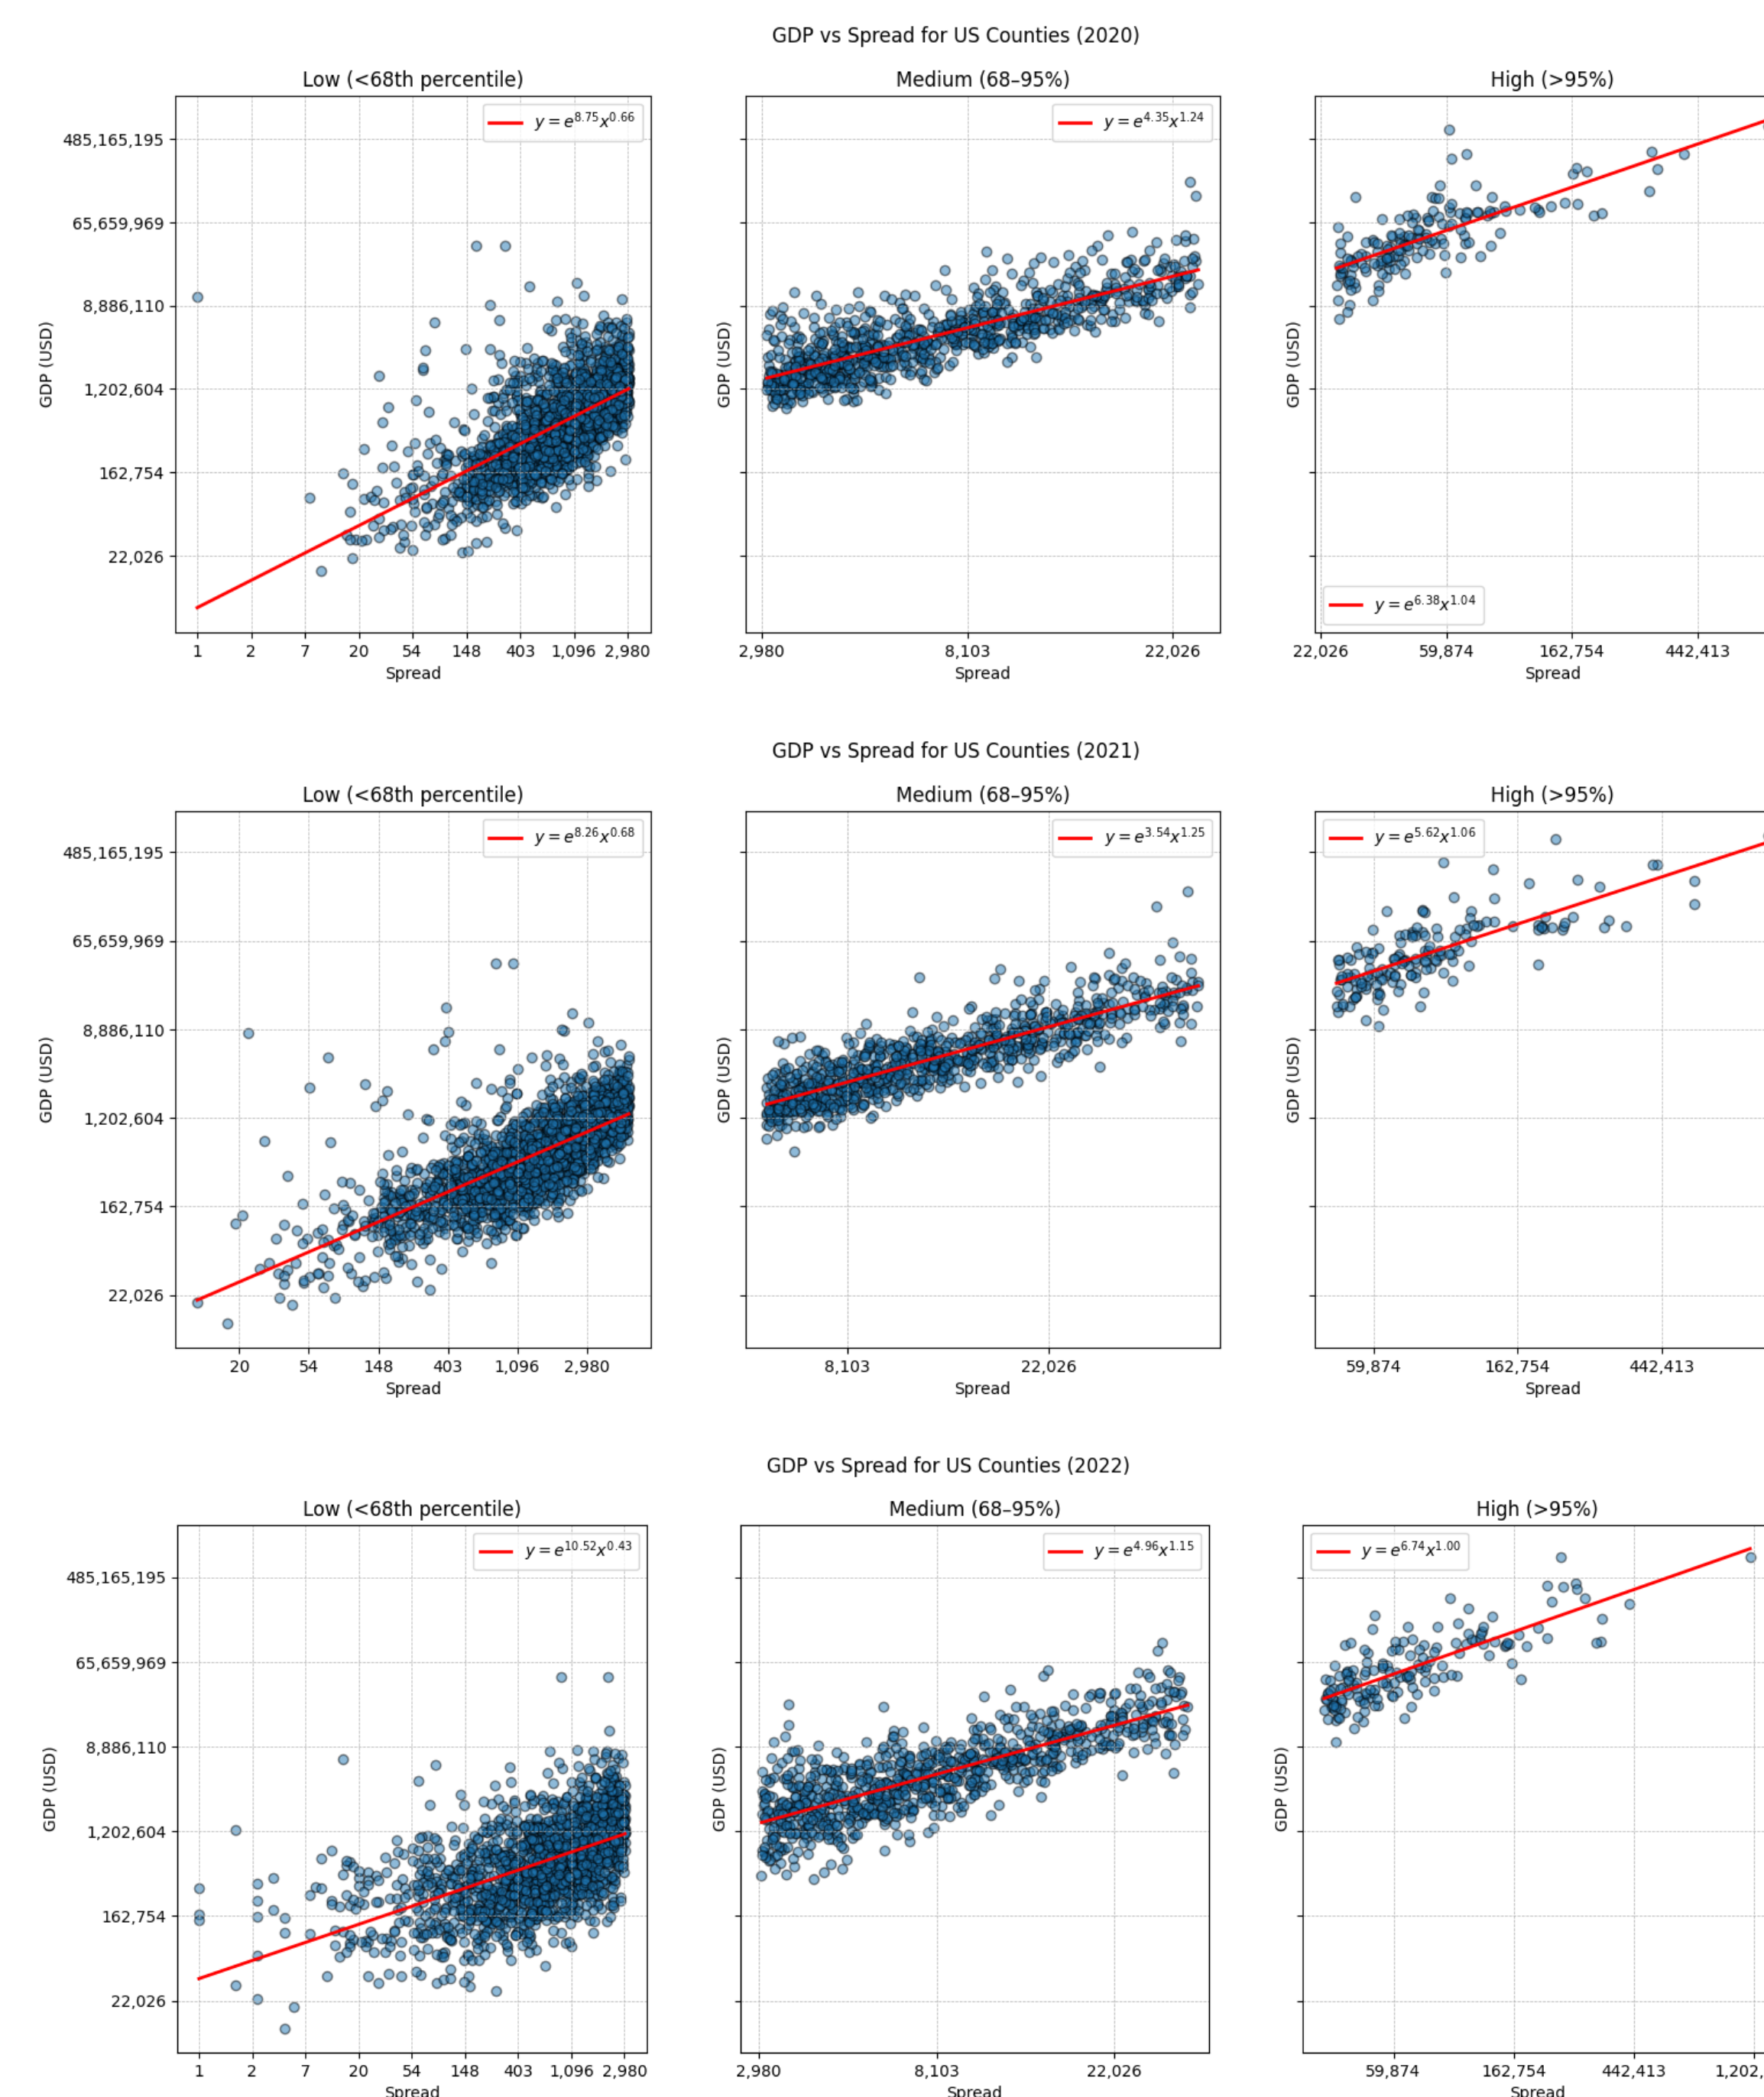 GDP vs Spread for US Counties (2020)
Low (<68th percentile)
Medium (68–95%)
High (>95%)
y = e^8.75 x^0.66
y = e^4.35 x^1.24
y = e^6.38 x^1.04
GDP (USD)
485,165,195
65,659,969
8,886,110
1,202,604
162,754
22,026
GDP (USD)
GDP (USD)
1 2 7 20 54 148 403 1,096 2,980
2,980 8,103 22,026
22,026 59,874 162,754 442,413
Spread
Spread
Spread
GDP vs Spread for US Counties (2021)
Low (<68th percentile)
Medium (68–95%)
High (>95%)
y = e^8.26 x^0.68
y = e^3.54 x^1.25
y = e^5.62 x^1.06
GDP (USD)
485,165,195
65,659,969
8,886,110
1,202,604
162,754
22,026
GDP (USD)
GDP (USD)
20 54 148 403 1,096 2,980
8,103 22,026
59,874 162,754 442,413
Spread
Spread
Spread
GDP vs Spread for US Counties (2022)
Low (<68th percentile)
Medium (68–95%)
High (>95%)
y = e^10.52 x^0.43
y = e^4.96 x^1.15
y = e^6.74 x^1.00
GDP (USD)
485,165,195
65,659,969
8,886,110
1,202,604
162,754
22,026
GDP (USD)
GDP (USD)
1 2 7 20 54 148 403 1,096 2,980
2,980 8,103 22,026
59,874 162,754 442,413 1,202,
Spread
Spread
Spread